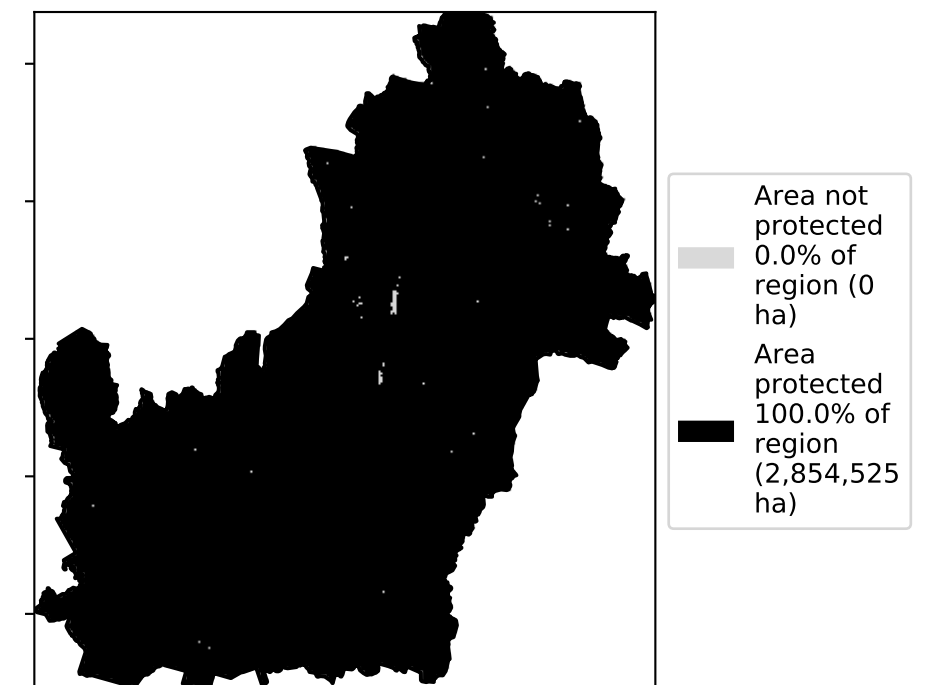 Area not
protected
0.0% of
region (0
ha)
Area
protected
100.0% of
region
(2,854,525
ha)